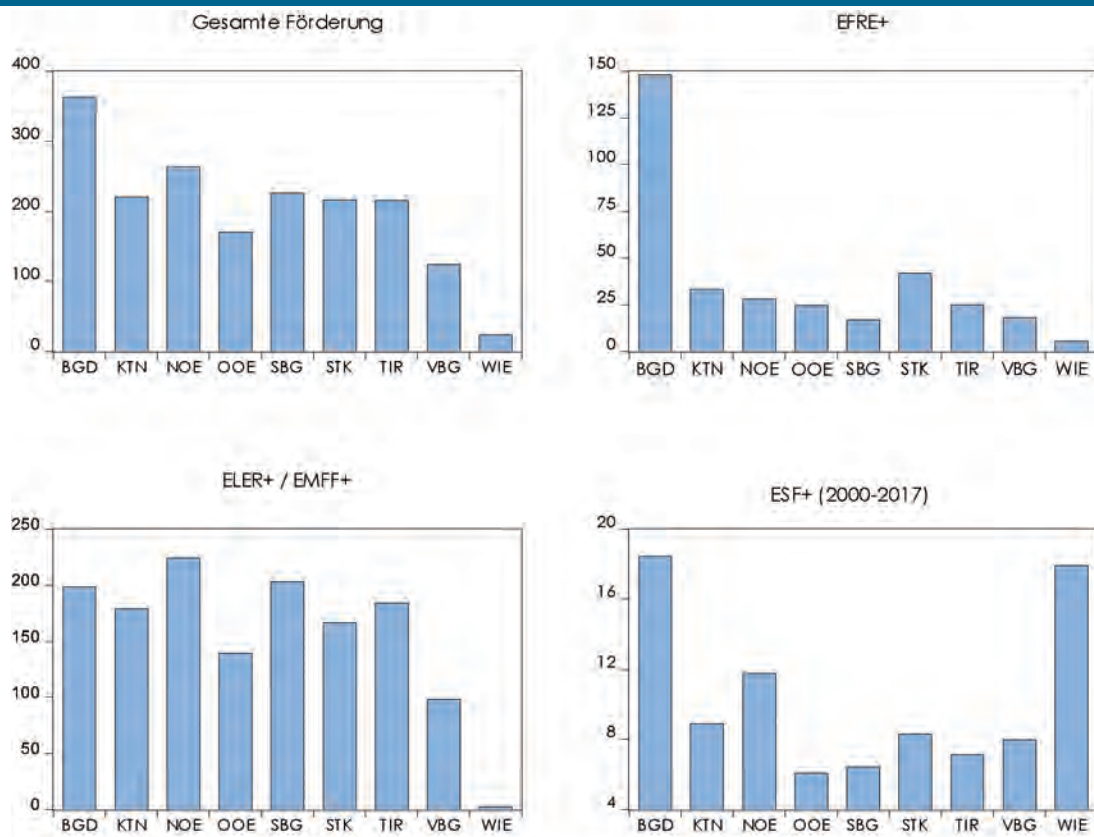 Gesamte Förderung
400
300
200
100
0
BGD KTN NOE OOE SBG STK TIR VBG WIE
EFRE+
150
125
100
75
50
25
0
BGD KTN NOE OOE SBG STK TIR VBG WIE
ELER+ / EMFF+
250
200
150
100
50
0
BGD KTN NOE OOE SBG STK TIR VBG WIE
ESF+ (2000-2017)
20
16
12
8
4
BGD KTN NOE OOE SBG STK TIR VBG WIE